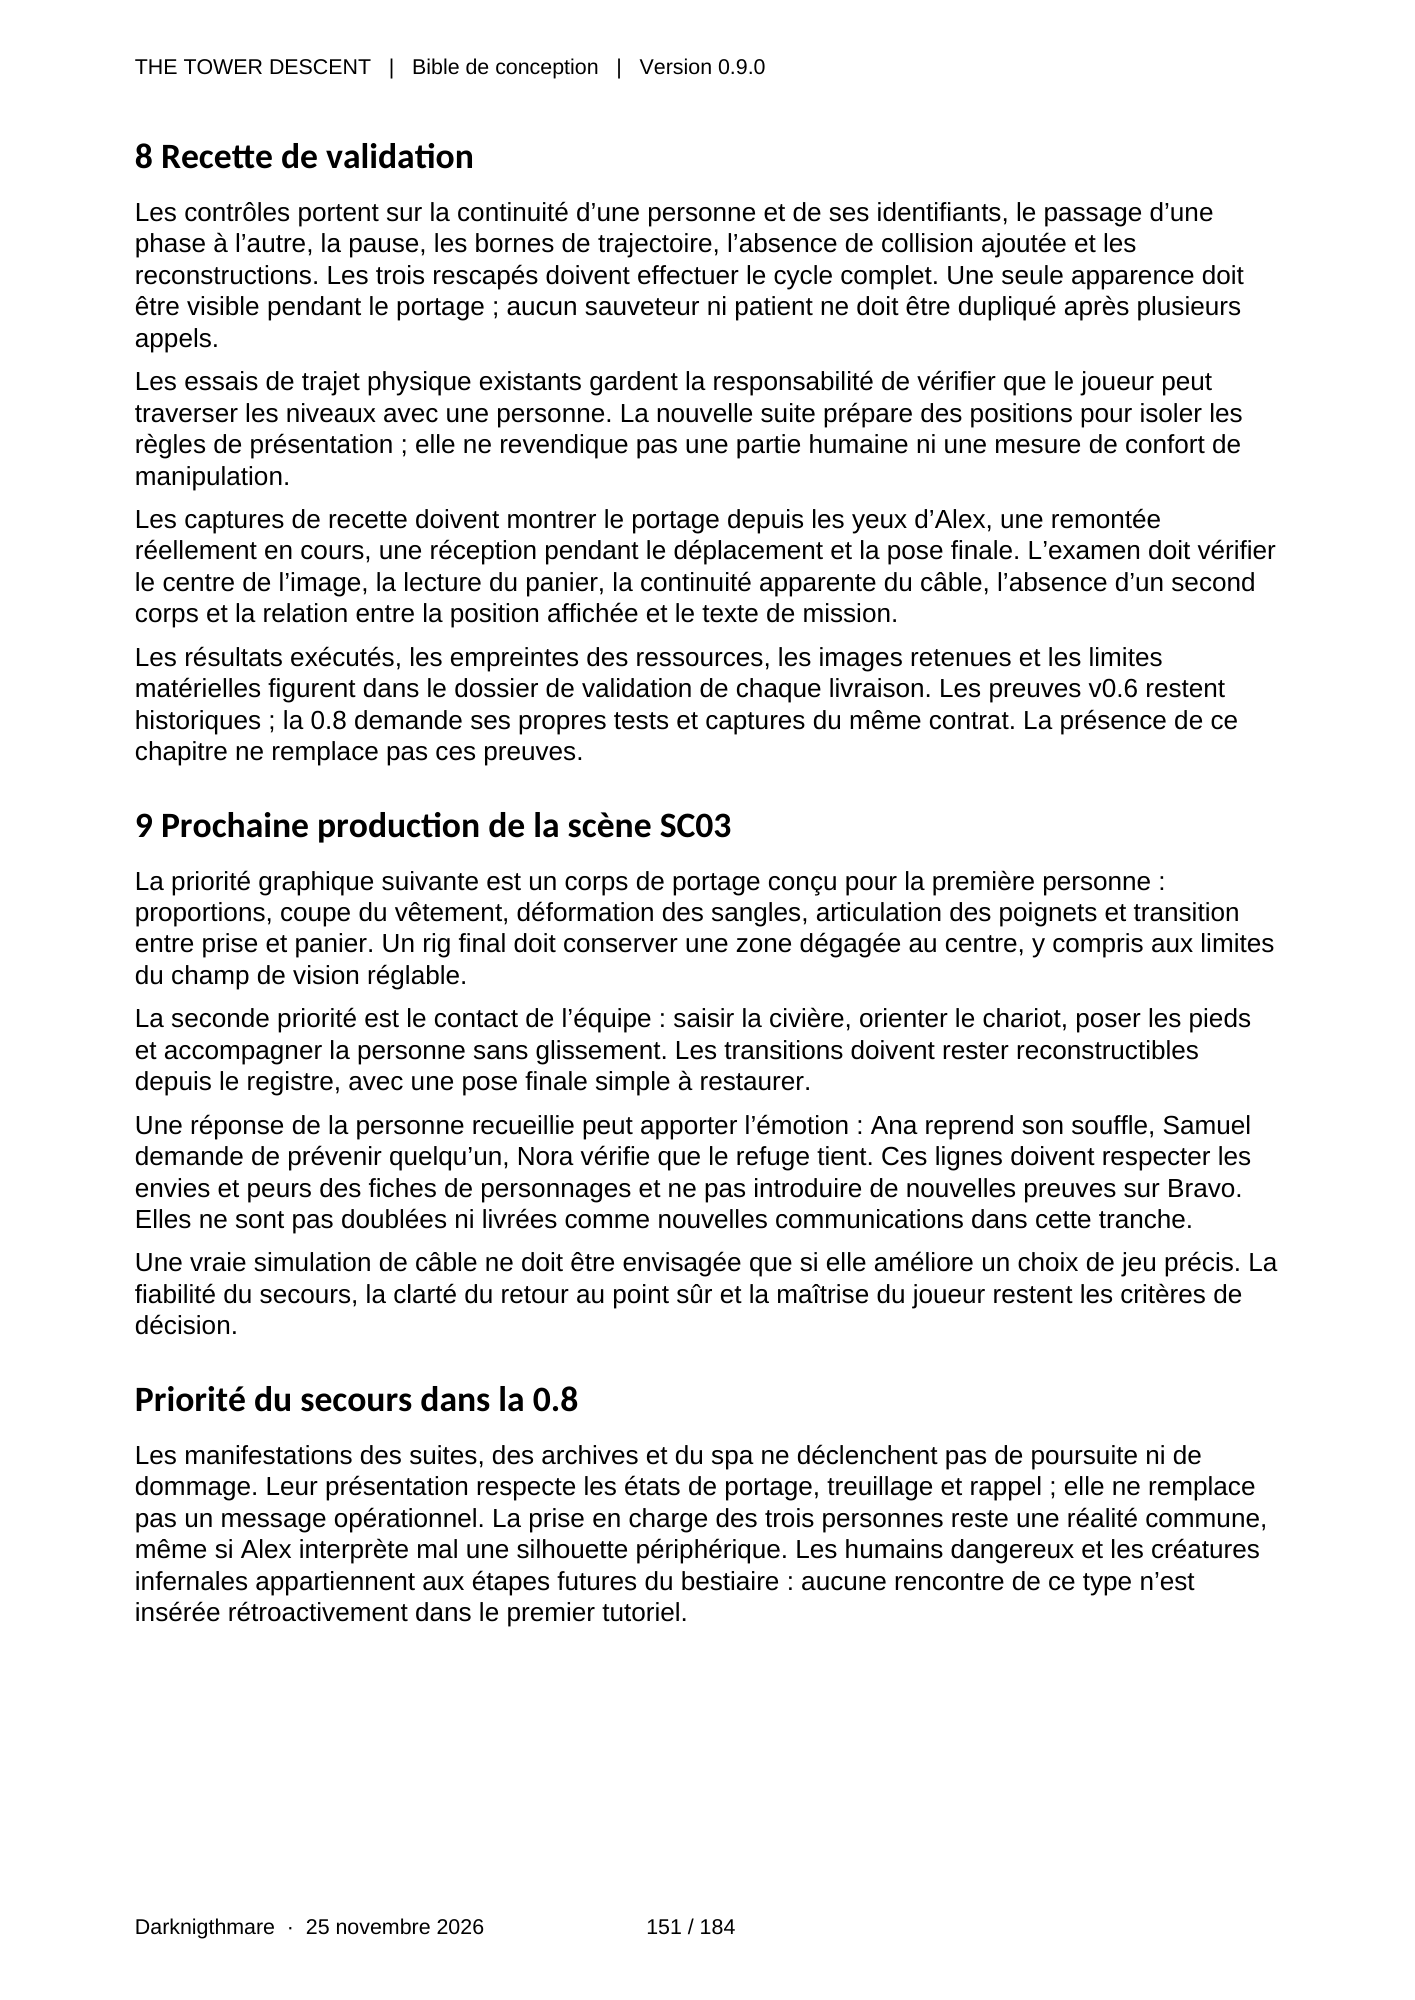 THE TOWER DESCENT | Bible de conception | Version 0.9.0
8 Recette de validation
Les contrôles portent sur la continuité d’une personne et de ses identifiants, le passage d’une
phase à l’autre, la pause, les bornes de trajectoire, l’absence de collision ajoutée et les
reconstructions. Les trois rescapés doivent effectuer le cycle complet. Une seule apparence doit
être visible pendant le portage ; aucun sauveteur ni patient ne doit être dupliqué après plusieurs
appels.
Les essais de trajet physique existants gardent la responsabilité de vérifier que le joueur peut
traverser les niveaux avec une personne. La nouvelle suite prépare des positions pour isoler les
règles de présentation ; elle ne revendique pas une partie humaine ni une mesure de confort de
manipulation.
Les captures de recette doivent montrer le portage depuis les yeux d’Alex, une remontée
réellement en cours, une réception pendant le déplacement et la pose finale. L’examen doit vérifier
le centre de l’image, la lecture du panier, la continuité apparente du câble, l’absence d’un second
corps et la relation entre la position affichée et le texte de mission.
Les résultats exécutés, les empreintes des ressources, les images retenues et les limites
matérielles figurent dans le dossier de validation de chaque livraison. Les preuves v0.6 restent
historiques ; la 0.8 demande ses propres tests et captures du même contrat. La présence de ce
chapitre ne remplace pas ces preuves.
9 Prochaine production de la scène SC03
La priorité graphique suivante est un corps de portage conçu pour la première personne :
proportions, coupe du vêtement, déformation des sangles, articulation des poignets et transition
entre prise et panier. Un rig final doit conserver une zone dégagée au centre, y compris aux limites
du champ de vision réglable.
La seconde priorité est le contact de l’équipe : saisir la civière, orienter le chariot, poser les pieds
et accompagner la personne sans glissement. Les transitions doivent rester reconstructibles
depuis le registre, avec une pose finale simple à restaurer.
Une réponse de la personne recueillie peut apporter l’émotion : Ana reprend son souffle, Samuel
demande de prévenir quelqu’un, Nora vérifie que le refuge tient. Ces lignes doivent respecter les
envies et peurs des fiches de personnages et ne pas introduire de nouvelles preuves sur Bravo.
Elles ne sont pas doublées ni livrées comme nouvelles communications dans cette tranche.
Une vraie simulation de câble ne doit être envisagée que si elle améliore un choix de jeu précis. La
fiabilité du secours, la clarté du retour au point sûr et la maîtrise du joueur restent les critères de
décision.
Priorité du secours dans la 0.8
Les manifestations des suites, des archives et du spa ne déclenchent pas de poursuite ni de
dommage. Leur présentation respecte les états de portage, treuillage et rappel ; elle ne remplace
pas un message opérationnel. La prise en charge des trois personnes reste une réalité commune,
même si Alex interprète mal une silhouette périphérique. Les humains dangereux et les créatures
infernales appartiennent aux étapes futures du bestiaire : aucune rencontre de ce type n’est
insérée rétroactivement dans le premier tutoriel.
Darknigthmare · 25 novembre 2026 151 / 184